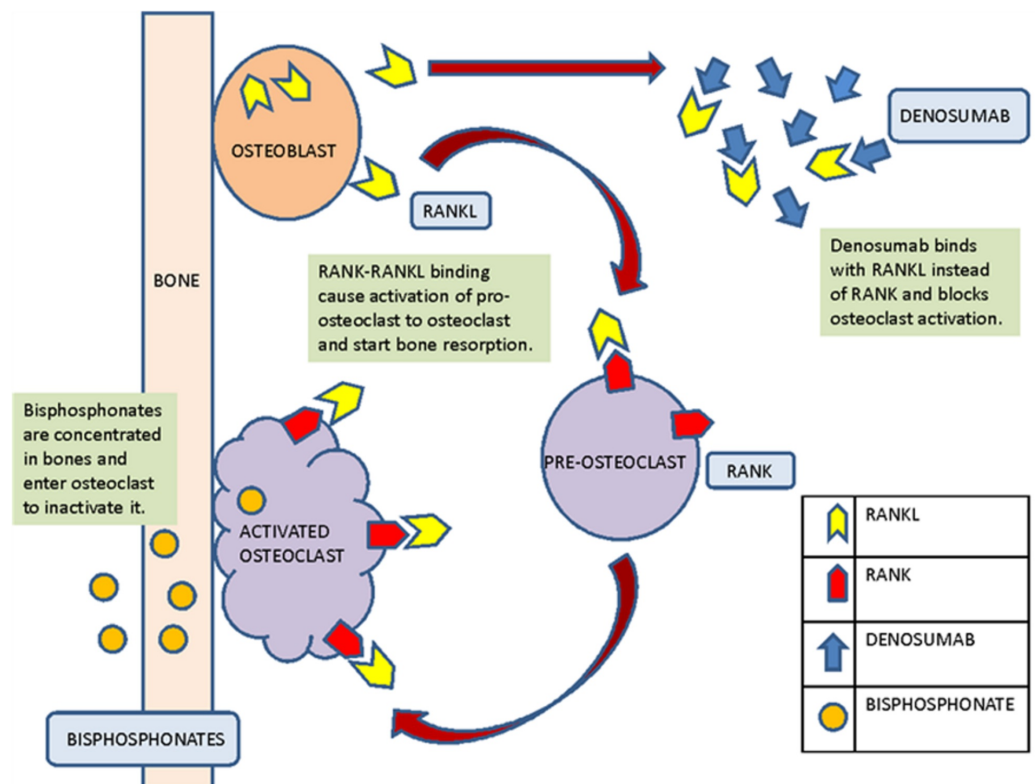 OSTEOBLAST
DENOSUMAB
RANKL
BONE
RANK-RANKL binding
cause activation of pro-
osteoclast to osteoclast
and start bone resorption.
Denosumab binds
with RANKL instead
of RANK and blocks
osteoclast activation.
Bisphosphonates
are concentrated
in bones and
enter osteoclast
to inactivate it.
PRE-OSTEOCLAST
RANK
ACTIVATED
OSTEOCLAST
BISPHOSPHONATES
RANKL
RANK
DENOSUMAB
BISPHOSPHONATE